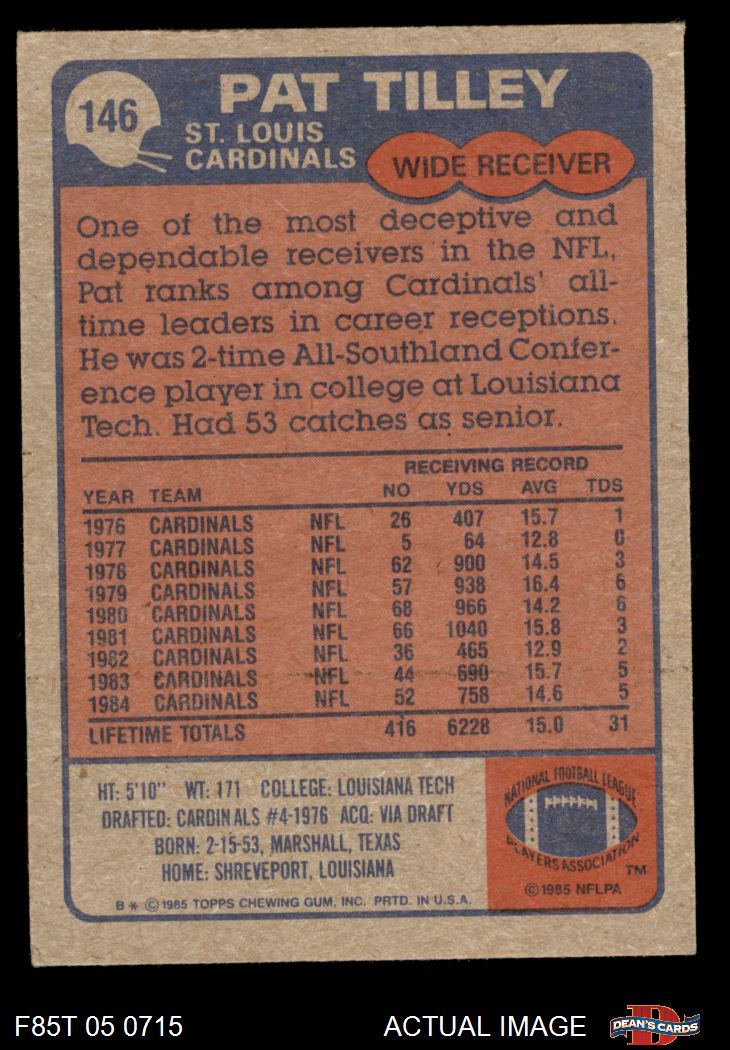 146
PAT TILLEY
ST. LOUIS
CARDINALS
WIDE RECEIVER
One of the most deceptive and
dependable receivers in the NFL,
Pat ranks among Cardinals' all-
time leaders in career receptions.
He was 2-time All-Southland Confer-
ence player in college at Louisiana
Tech. Had 53 catches as senior.
RECEIVING RECORD
YEAR TEAM NO YDS AVG TDS
1976 CARDINALS NFL 26 407 15.7 1
1977 CARDINALS NFL 5 64 12.8 0
1978 CARDINALS NFL 62 900 14.5 3
1979 CARDINALS NFL 57 938 16.4 6
1980 CARDINALS NFL 68 966 14.2 6
1981 CARDINALS NFL 66 1040 15.8 3
1982 CARDINALS NFL 36 465 12.9 2
1983 CARDINALS NFL 44 690 15.7 5
1984 CARDINALS NFL 52 758 14.6 5
LIFETIME TOTALS 416 6228 15.0 31
HT: 5'10" WT: 171 COLLEGE: LOUISIANA TECH
DRAFTED: CARDINALS #4-1976 ACQ: VIA DRAFT
BORN: 2-15-53, MARSHALL, TEXAS
HOME: SHREVEPORT, LOUISIANA
B * © 1985 TOPPS CHEWING GUM, INC. PRTD. IN U.S.A.
NATIONAL FOOTBALL LEAGUE
PLAYERS ASSOCIATION
TM
© 1985 NFLPA
F85T 05 0715
ACTUAL IMAGE
D
DEAN'S CARDS